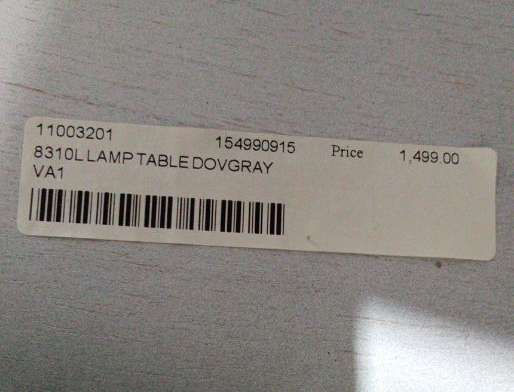 11003201 154990915 Price 1,499.00
8310L LAMP TABLE DOVGRAY
VA1